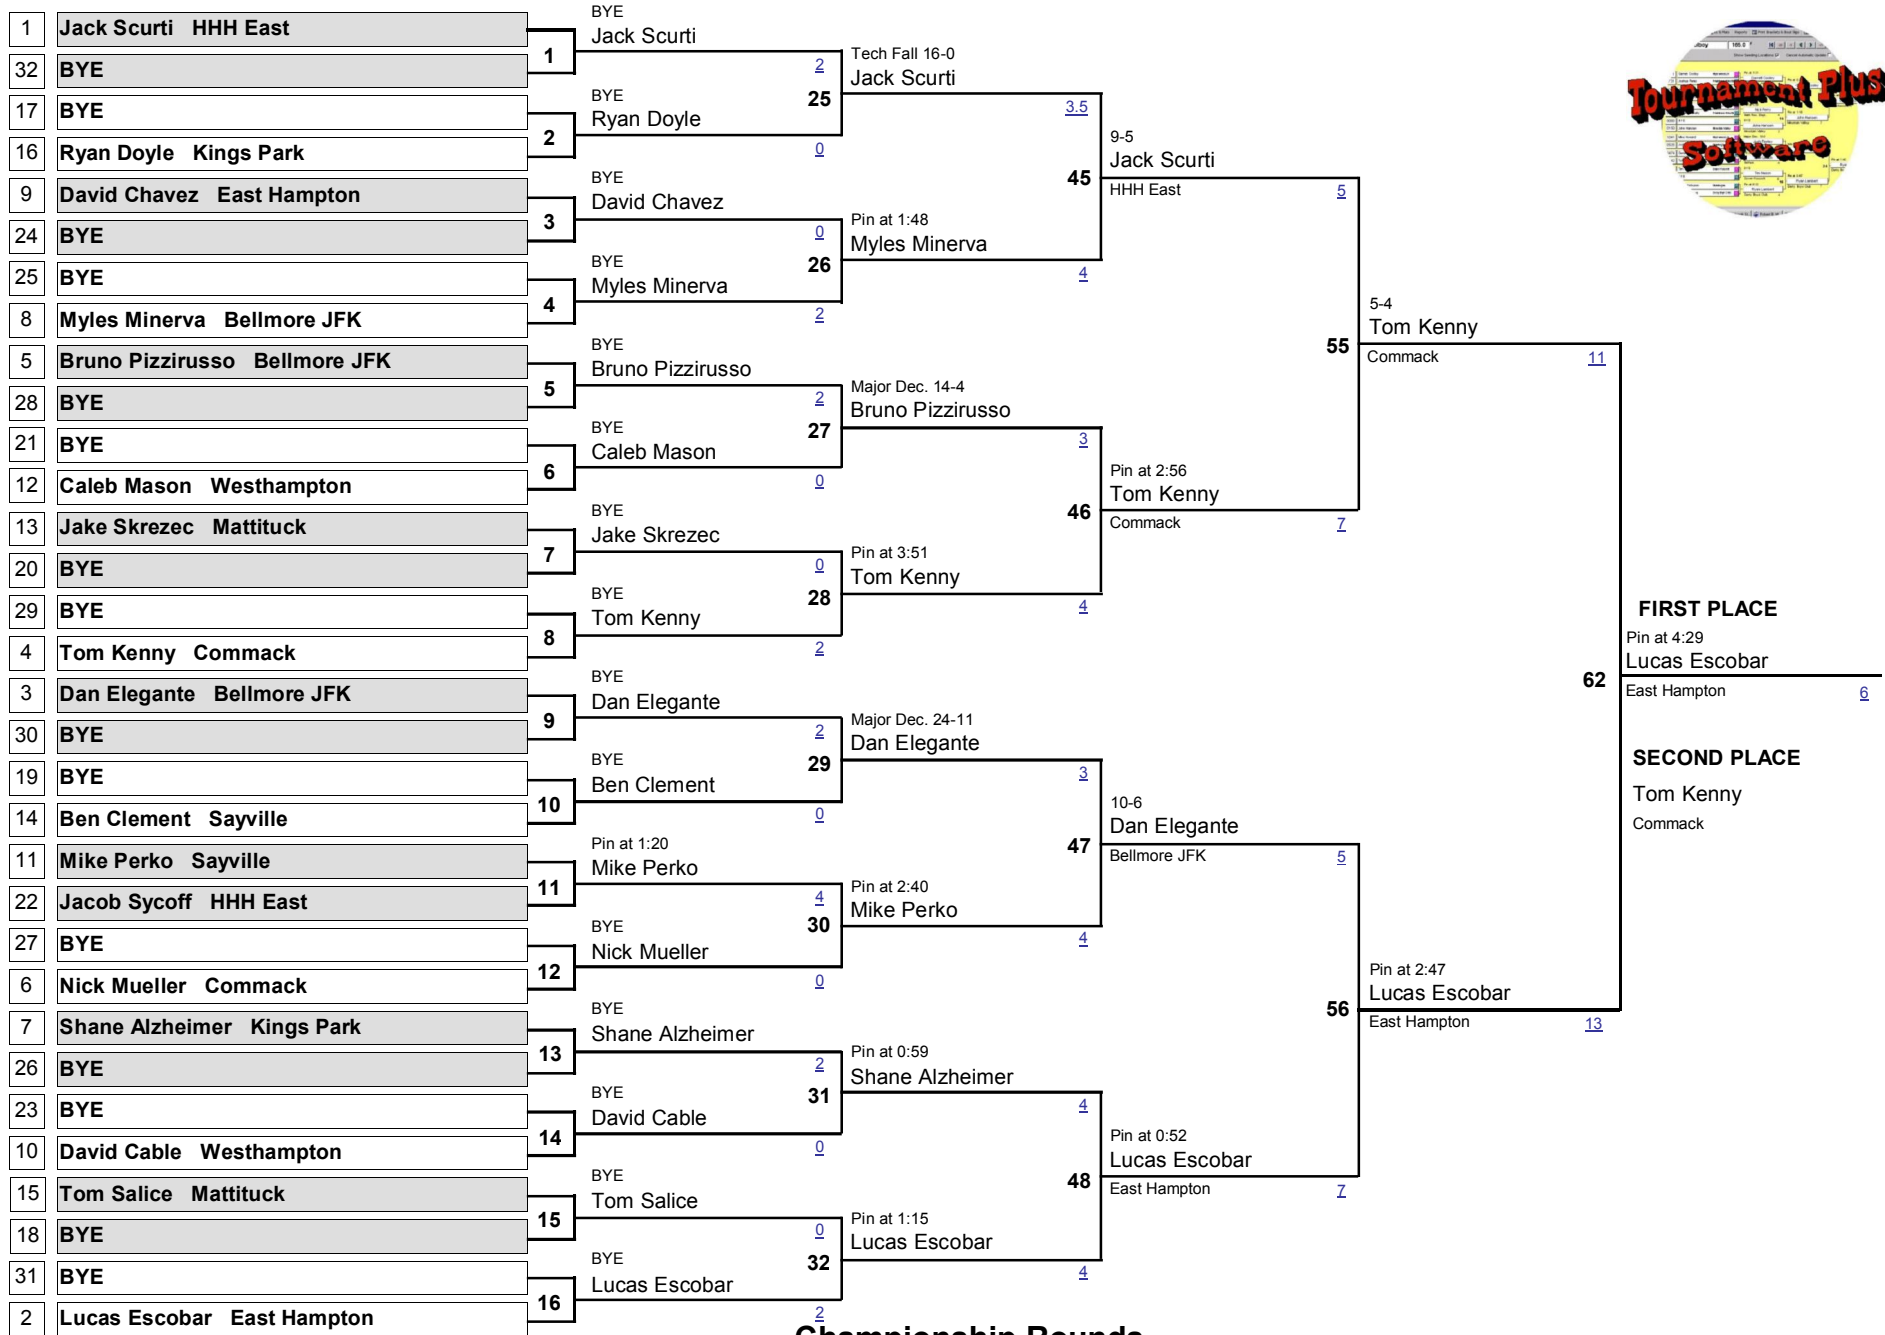 1 Jack Scurti HHH East
32 BYE
17 BYE
16 Ryan Doyle Kings Park
9 David Chavez East Hampton
24 BYE
25 BYE
8 Myles Minerva Bellmore JFK
5 Bruno Pizzirusso Bellmore JFK
28 BYE
21 BYE
12 Caleb Mason Westhampton
13 Jake Skrezec Mattituck
20 BYE
29 BYE
4 Tom Kenny Commack
3 Dan Elegante Bellmore JFK
30 BYE
19 BYE
14 Ben Clement Sayville
11 Mike Perko Sayville
22 Jacob Sycoff HHH East
27 BYE
6 Nick Mueller Commack
7 Shane Alzheimer Kings Park
26 BYE
23 BYE
10 David Cable Westhampton
15 Tom Salice Mattituck
18 BYE
31 BYE
2 Lucas Escobar East Hampton
BYE
1 Jack Scurti
2
BYE
2 Ryan Doyle
0
BYE
3 David Chavez
0
BYE
4 Myles Minerva
2
BYE
5 Bruno Pizzirusso
2
BYE
6 Caleb Mason
0
BYE
7 Jake Skrezec
0
BYE
8 Tom Kenny
2
BYE
9 Dan Elegante
2
BYE
10 Ben Clement
0
Pin at 1:20
11 Mike Perko
4
BYE
12 Nick Mueller
0
BYE
13 Shane Alzheimer
2
BYE
14 David Cable
0
BYE
15 Tom Salice
0
BYE
16 Lucas Escobar
2
Tech Fall 16-0
25 Jack Scurti
3.5
Pin at 1:48
26 Myles Minerva
4
Major Dec. 14-4
27 Bruno Pizzirusso
3
Pin at 3:51
28 Tom Kenny
4
Major Dec. 24-11
29 Dan Elegante
3
Pin at 2:40
30 Mike Perko
4
Pin at 0:59
31 Shane Alzheimer
4
Pin at 1:15
32 Lucas Escobar
4
9-5
45 Jack Scurti
HHH East 5
Pin at 2:56
46 Tom Kenny
Commack 7
10-6
47 Dan Elegante
Bellmore JFK 5
Pin at 0:52
48 Lucas Escobar
East Hampton 7
5-4
55 Tom Kenny
Commack 11
Pin at 2:47
56 Lucas Escobar
East Hampton 13
FIRST PLACE
Pin at 4:29
62 Lucas Escobar
East Hampton 6
SECOND PLACE
Tom Kenny
Commack
Tournament Plus
Software
Championship Rounds